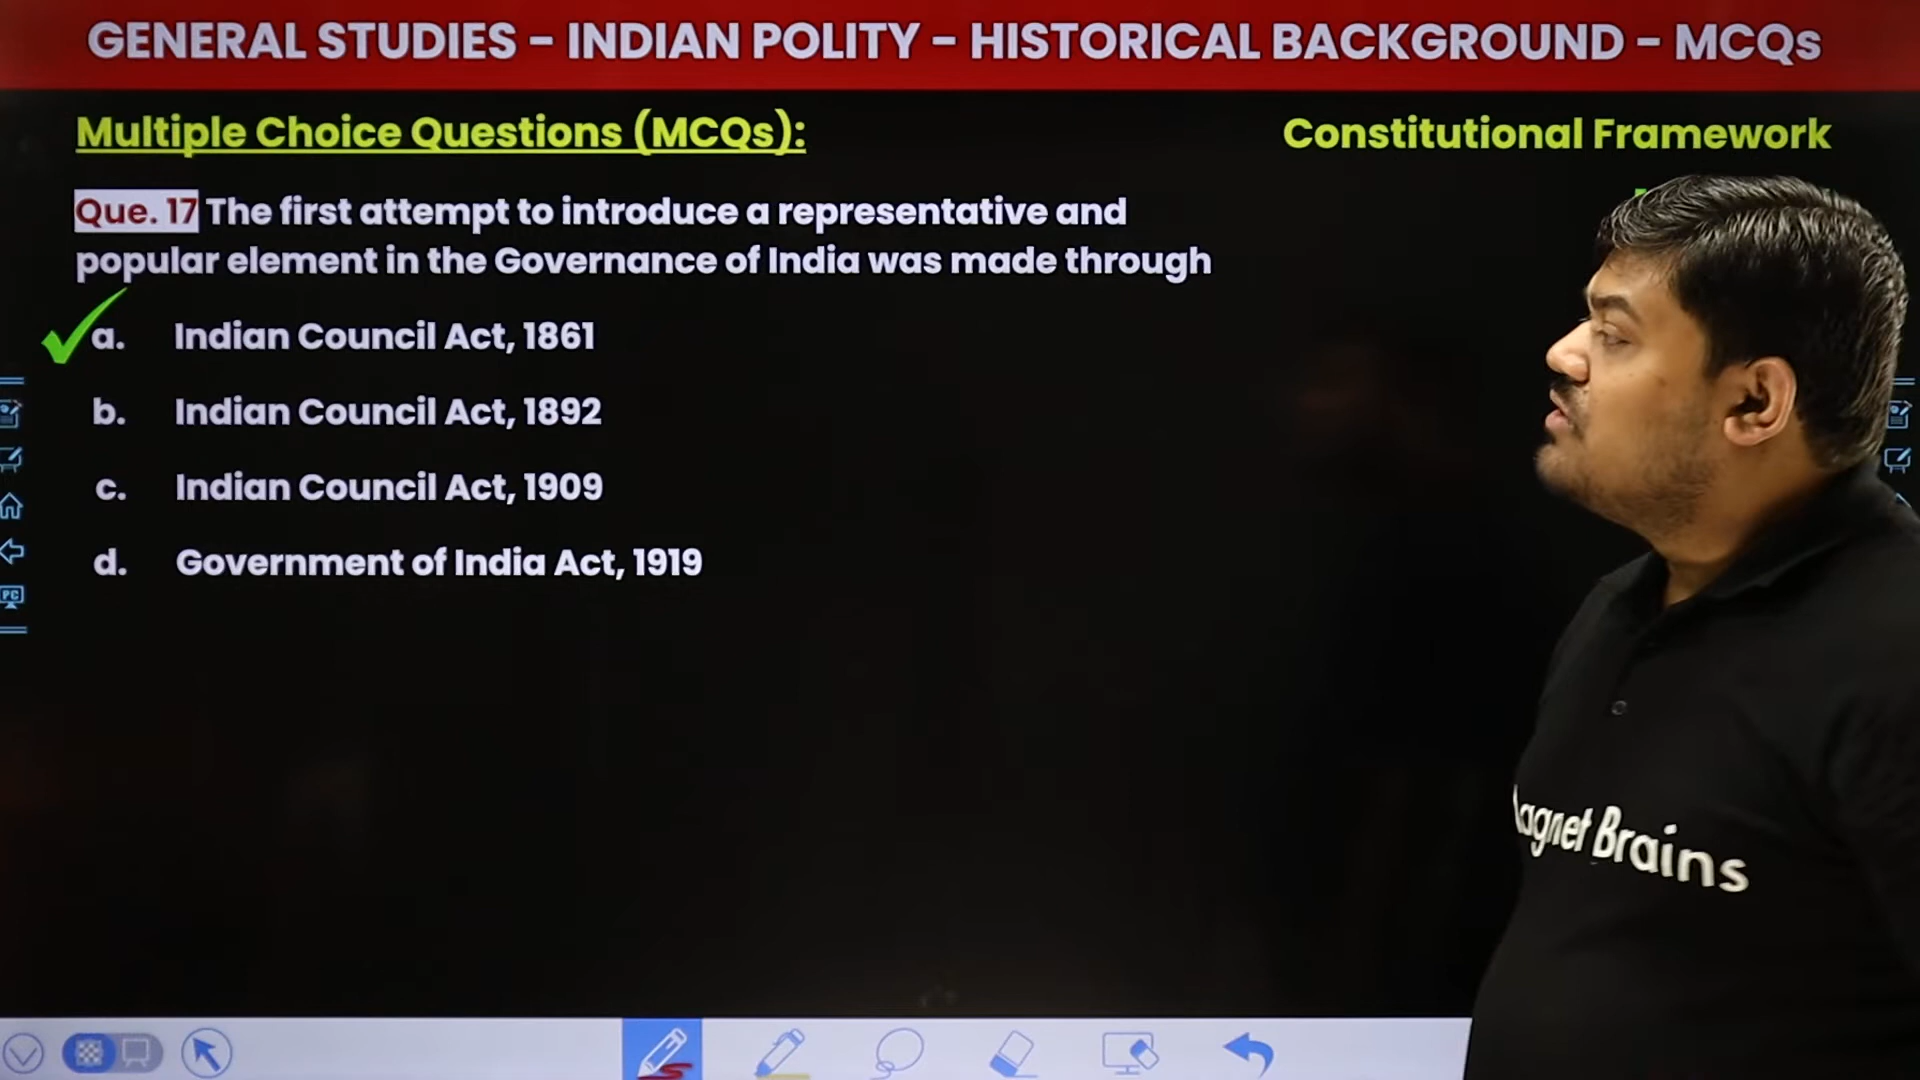 GENERAL STUDIES - INDIAN POLITY - HISTORICAL BACKGROUND - MCQs
Multiple Choice Questions (MCQs):
Constitutional Framework
Que. 17 The first attempt to introduce a representative and
popular element in the Governance of India was made through
a. Indian Council Act, 1861
b. Indian Council Act, 1892
c. Indian Council Act, 1909
d. Government of India Act, 1919
agnet Brains
PC